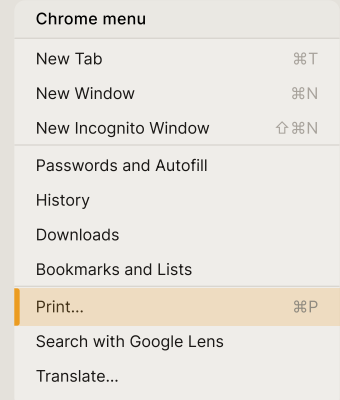 Chrome menu
New Tab ⌘T
New Window ⌘N
New Incognito Window ⇧⌘N
Passwords and Autofill
History
Downloads
Bookmarks and Lists
Print... ⌘P
Search with Google Lens
Translate...